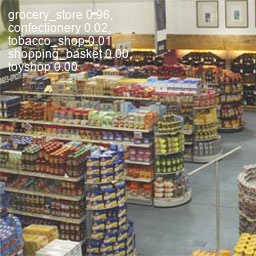 grocery_store 0.96,
confectionery 0.02,
tobacco_shop 0.01,
shopping_basket 0.00,
toyshop 0.00